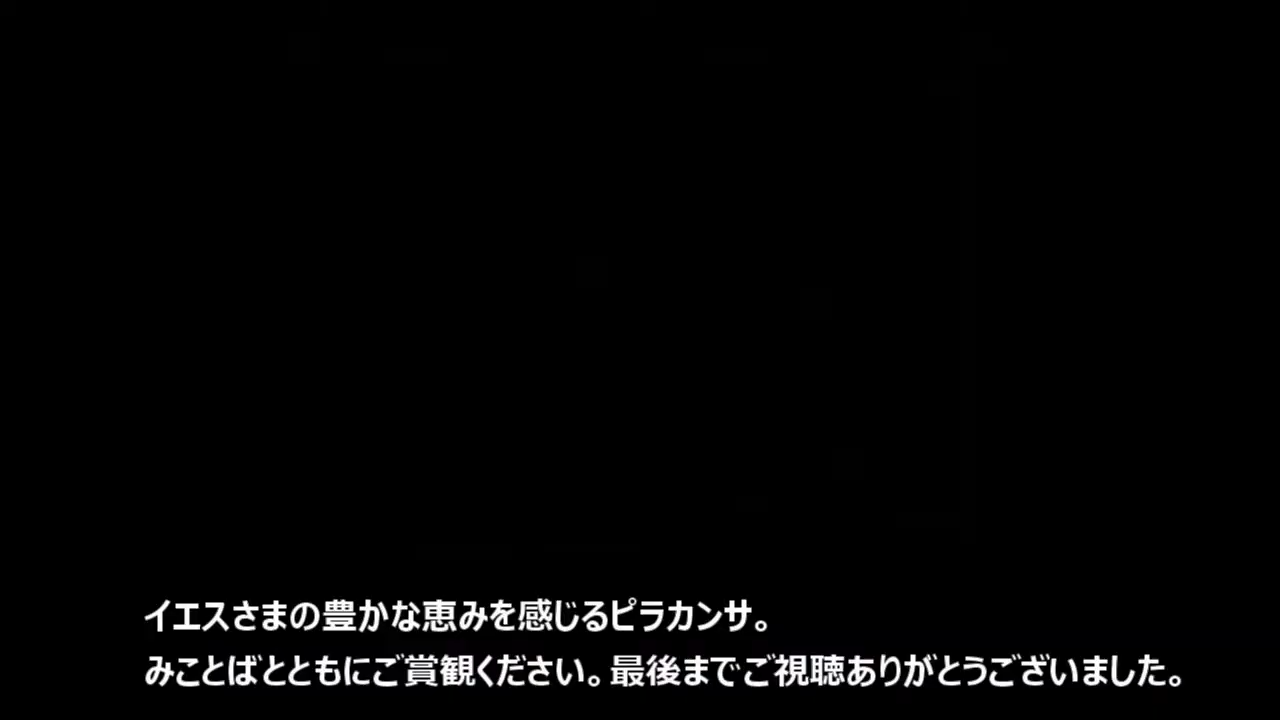 イエスさまの豊かな恵みを感じるピラカンサ。
みことばとともにご賞観ください。最後までご視聴ありがとうございました。